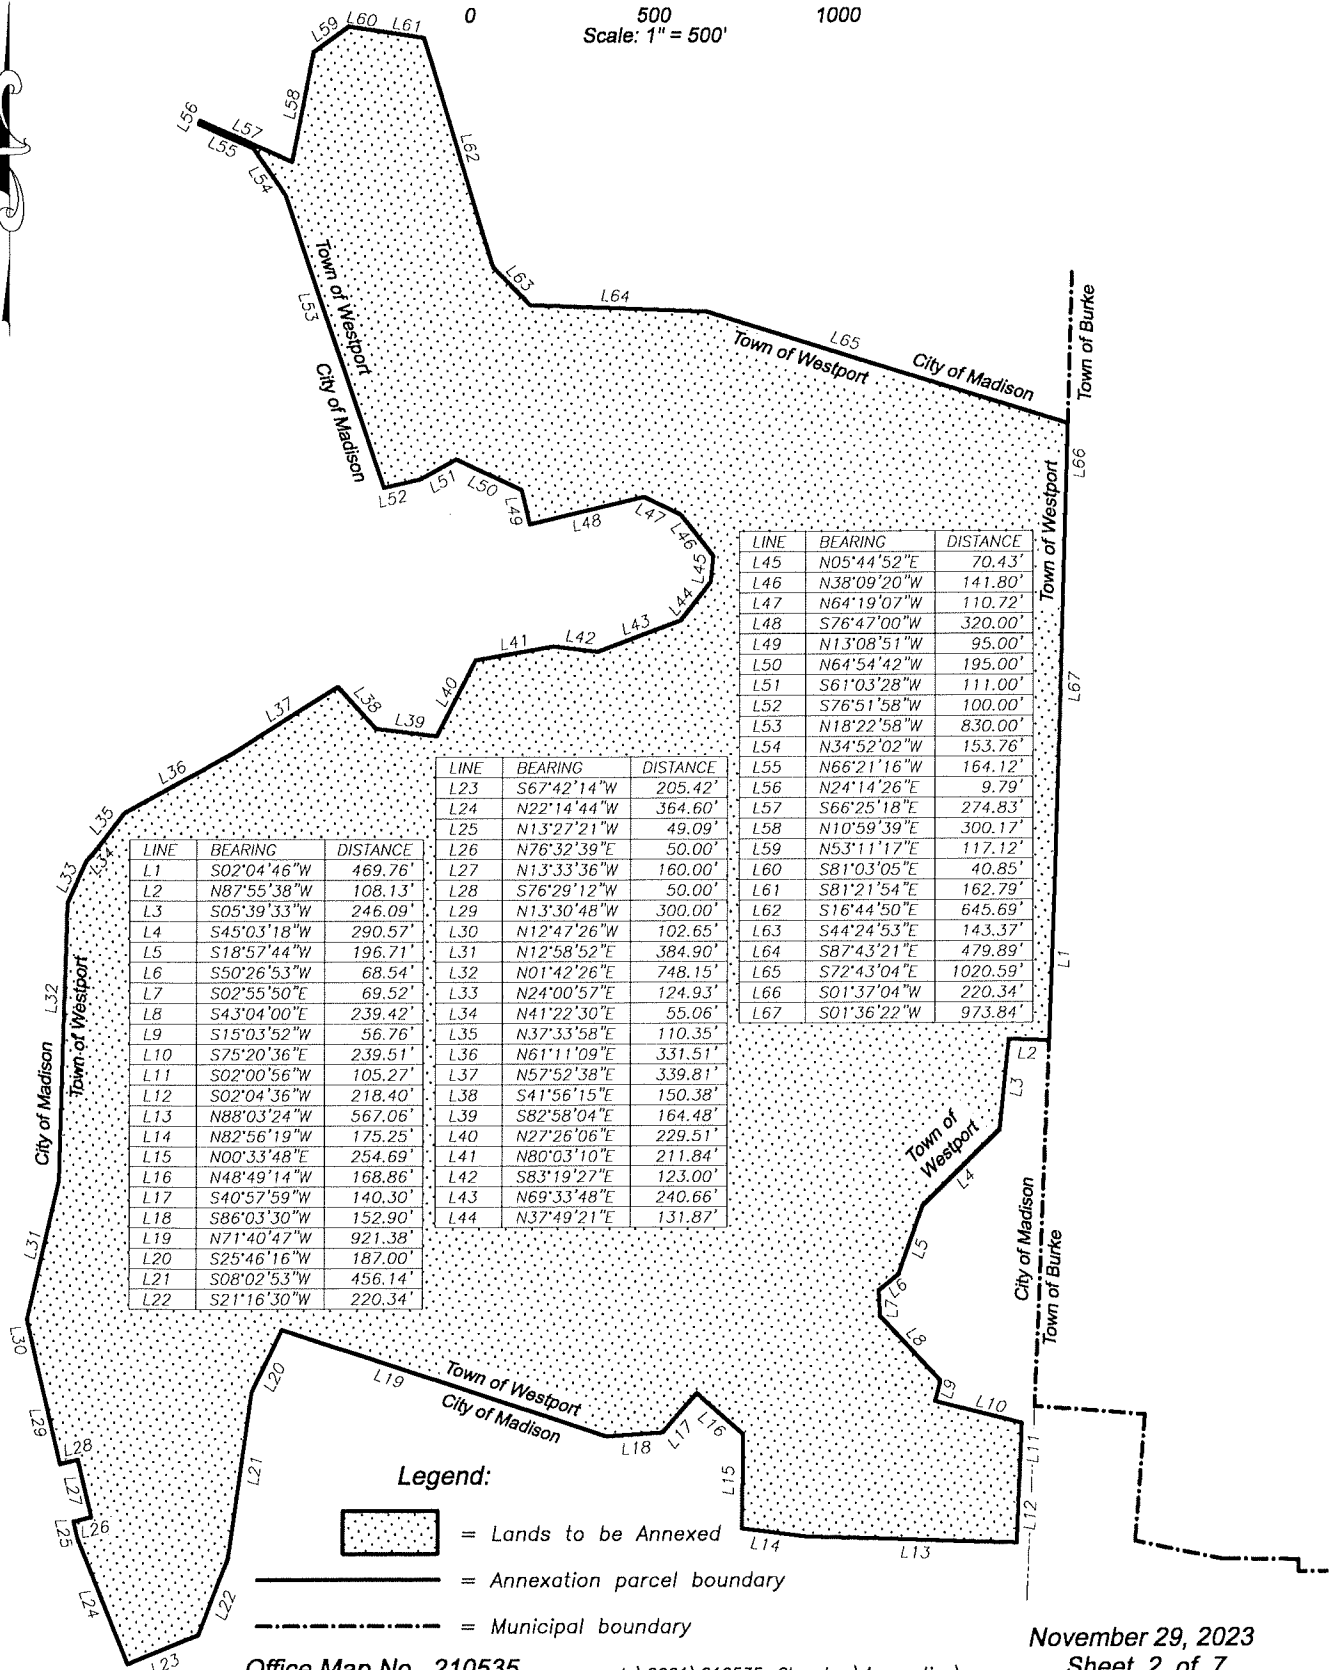 0 500 1000
Scale: 1" = 500'
L59
L60
L61
L58
L56
L57
L55
L54
L62
L63
L64
L65
Town of Westport
City of Madison
Town of Burke
L53
Town of Westport
City of Madison
L52
L51
L50
L49
L48
L47
L46
L45
L44
L43
L42
L41
L40
L39
L38
L37
L36
L35
L34
L33
L66
Town of Westport
L67
L1
LINE BEARING DISTANCE
L45 N05°44'52"E 70.43'
L46 N38°09'20"W 141.80'
L47 N64°19'07"W 110.72'
L48 S76°47'00"W 320.00'
L49 N13°08'51"W 95.00'
L50 N64°54'42"W 195.00'
L51 S61°03'28"W 111.00'
L52 S76°51'58"W 100.00'
L53 N18°22'58"W 830.00'
L54 N34°52'02"W 153.76'
L55 N66°21'16"W 164.12'
L56 N24°14'26"E 9.79'
L57 S66°25'18"E 274.83'
L58 N10°59'39"E 300.17'
L59 N53°11'17"E 117.12'
L60 S81°03'05"E 40.85'
L61 S81°21'54"E 162.79'
L62 S16°44'50"E 645.69'
L63 S44°24'53"E 143.37'
L64 S87°43'21"E 479.89'
L65 S72°43'04"E 1020.59'
L66 S01°37'04"W 220.34'
L67 S01°36'22"W 973.84'
LINE BEARING DISTANCE
L23 S67°42'14"W 205.42'
L24 N22°14'44"W 364.60'
L25 N13°27'21"W 49.09'
L26 N76°32'39"E 50.00'
L27 N13°33'36"W 160.00'
L28 S76°29'12"W 50.00'
L29 N13°30'48"W 300.00'
L30 N12°47'26"W 102.65'
L31 N12°58'52"E 384.90'
L32 N01°42'26"E 748.15'
L33 N24°00'57"E 124.93'
L34 N41°22'30"E 55.06'
L35 N37°33'58"E 110.35'
L36 N61°11'09"E 331.51'
L37 N57°52'38"E 339.81'
L38 S41°56'15"E 150.38'
L39 S82°58'04"E 164.48'
L40 N27°26'06"E 229.51'
L41 N80°03'10"E 211.84'
L42 S83°19'27"E 123.00'
L43 N69°33'48"E 240.66'
L44 N37°49'21"E 131.87'
LINE BEARING DISTANCE
L1 S02°04'46"W 469.76'
L2 N87°55'38"W 108.13'
L3 S05°39'33"W 246.09'
L4 S45°03'18"W 290.57'
L5 S18°57'44"W 196.71'
L6 S50°26'53"W 68.54'
L7 S02°55'50"E 69.52'
L8 S43°04'00"E 239.42'
L9 S15°03'52"W 56.76'
L10 S75°20'36"E 239.51'
L11 S02°00'56"W 105.27'
L12 S02°04'36"W 218.40'
L13 N88°03'24"W 567.06'
L14 N82°56'19"W 175.25'
L15 N00°33'48"E 254.69'
L16 N48°49'14"W 168.86'
L17 S40°57'59"W 140.30'
L18 S86°03'30"W 152.90'
L19 N71°40'47"W 921.38'
L20 S25°46'16"W 187.00'
L21 S08°02'53"W 456.14'
L22 S21°16'30"W 220.34'
L32
City of Madison
Town of Westport
L31
L30
L29
L28
L27
L26
L25
L24
L23
L22
L21
L20
L19
Town of Westport
City of Madison
L18
L17
L16
L15
L14
L13
L12
L11
L10
L9
L8
L7
L6
L5
L4
L3
L2
Town of
Westport
City of Madison
Town of Burke
Legend:
= Lands to be Annexed
= Annexation parcel boundary
= Municipal boundary
November 29, 2023
Sheet 2 of 7
Office Map No. 210535